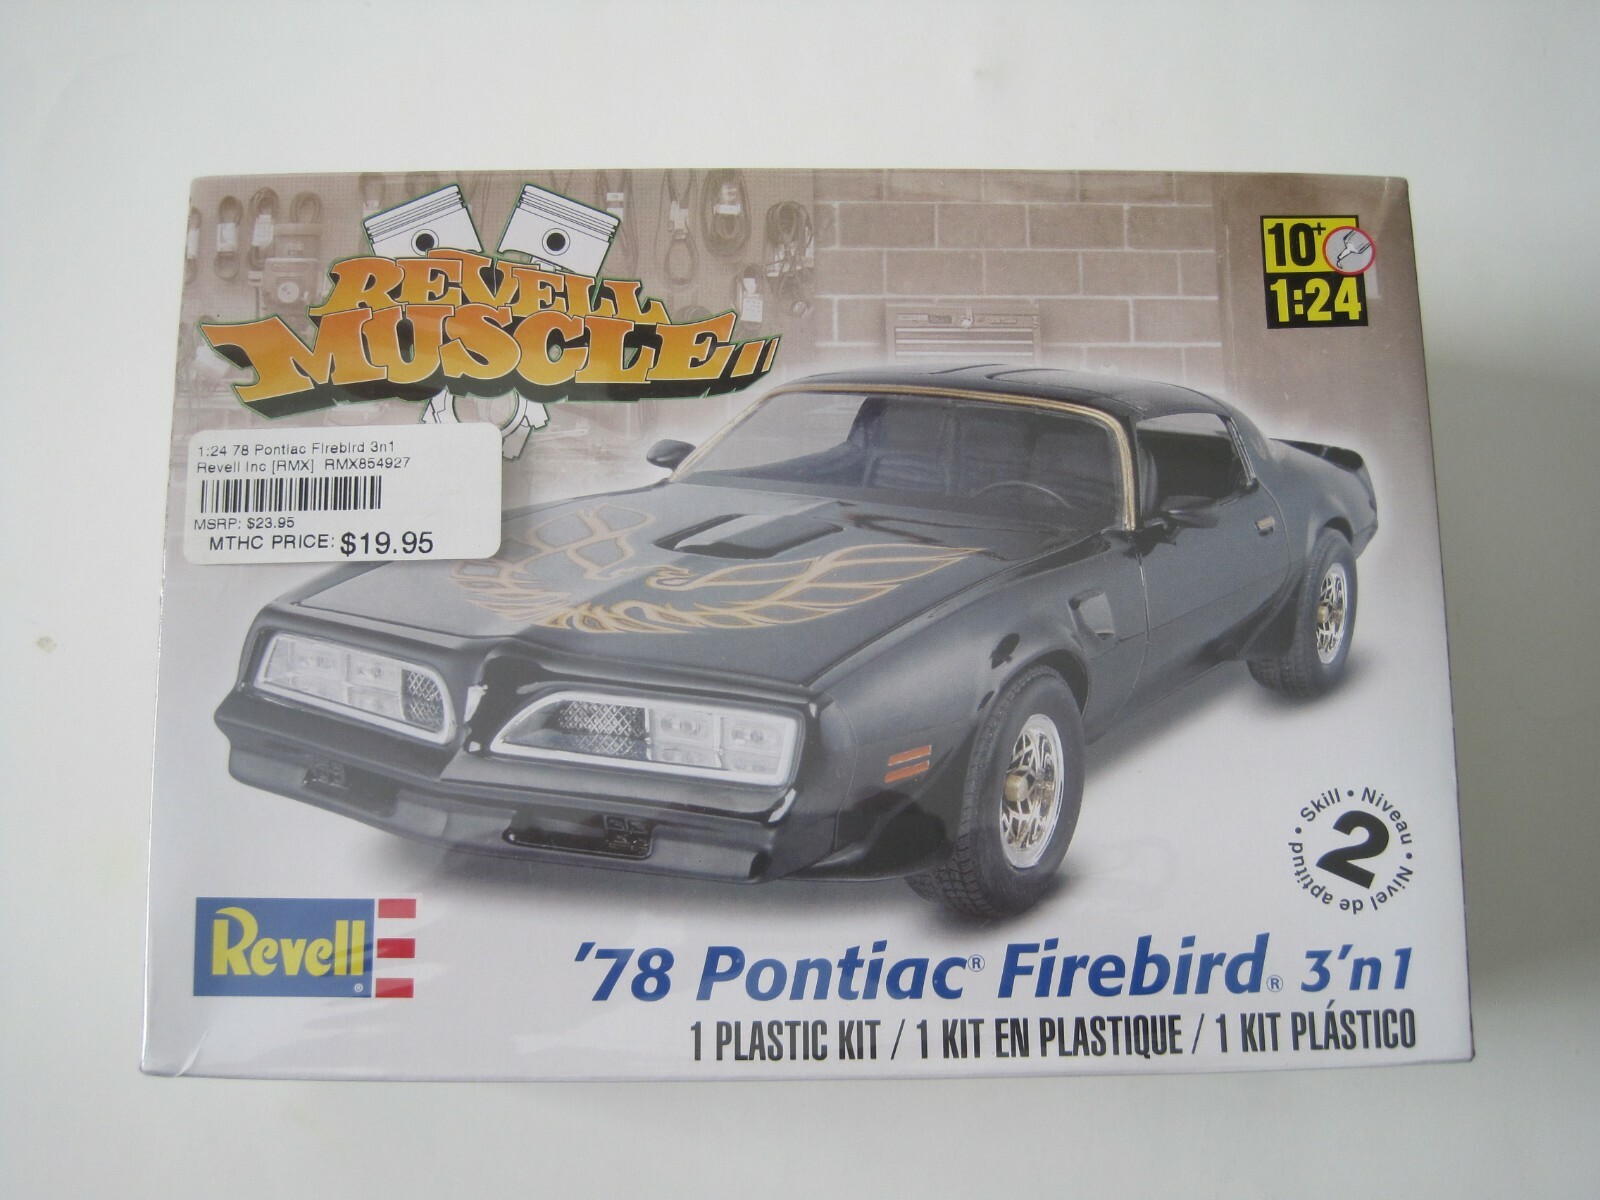 REVELL
MUSCLE
10+
1:24
1:24 78 Pontiac Firebird 3n1
Revell Inc [RMX] RMX854927
MSRP: $23.95
MTHC PRICE: $19.95
Skill • Niveau • Nivel de aptitud •
2
Revell®
'78 Pontiac® Firebird® 3'n1
1 PLASTIC KIT / 1 KIT EN PLASTIQUE / 1 KIT PLÁSTICO